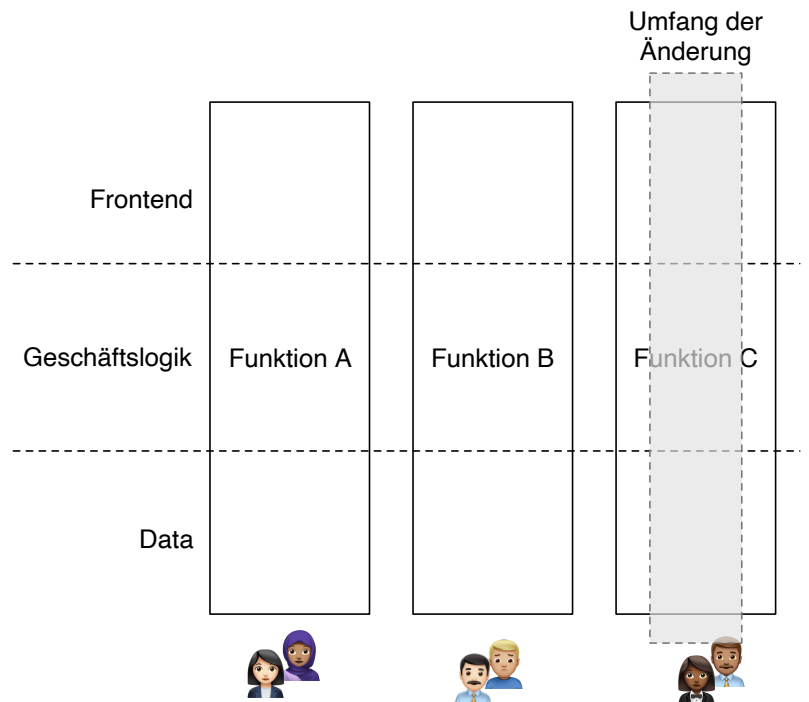 Umfang der
Änderung
Frontend
Geschäftslogik
Funktion A
Funktion B
Funktion C
Data